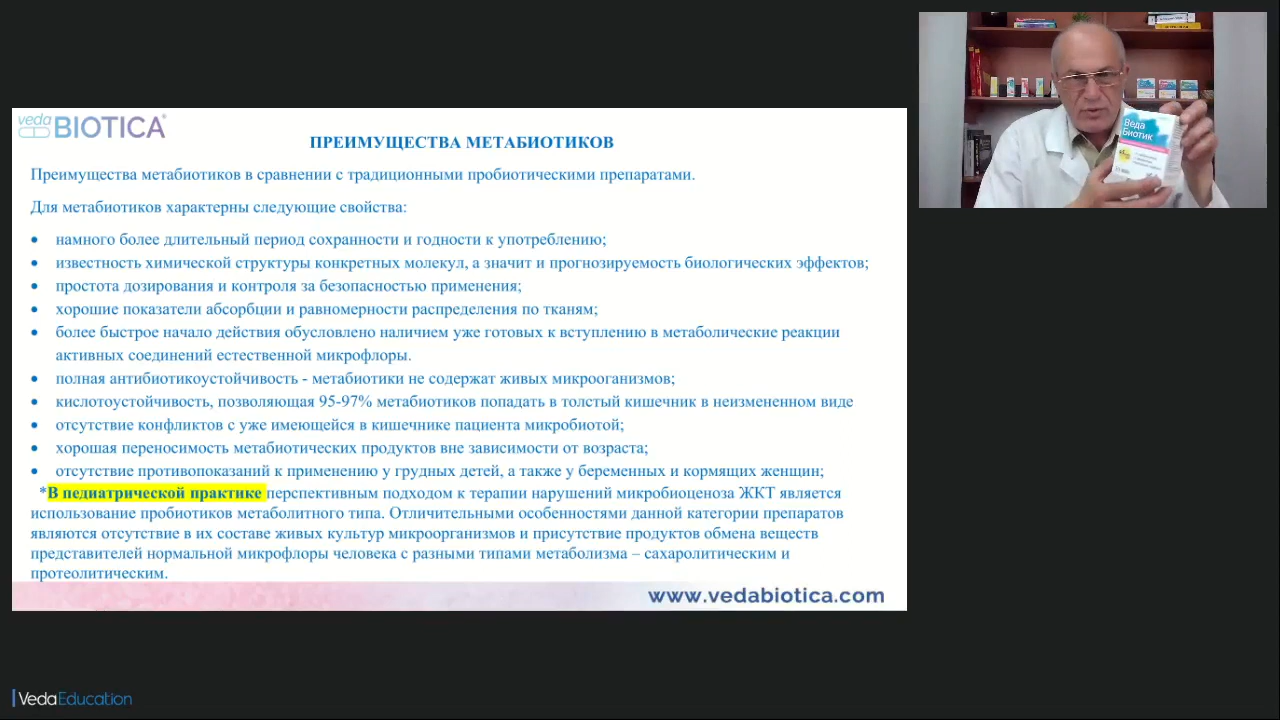 veda
BIOTICA®
ПРЕИМУЩЕСТВА МЕТАБИОТИКОВ
Преимущества метабиотиков в сравнении с традиционными пробиотическими препаратами.
Для метабиотиков характерны следующие свойства:
• намного более длительный период сохранности и годности к употреблению;
• известность химической структуры конкретных молекул, а значит и прогнозируемость биологических эффектов;
• простота дозирования и контроля за безопасностью применения;
• хорошие показатели абсорбции и равномерности распределения по тканям;
• более быстрое начало действия обусловлено наличием уже готовых к вступлению в метаболические реакции
активных соединений естественной микрофлоры.
• полная антибиотикоустойчивость - метабиотики не содержат живых микрооганизмов;
• кислотоустойчивость, позволяющая 95-97% метабиотиков попадать в толстый кишечник в неизмененном виде
• отсутствие конфликтов с уже имеющейся в кишечнике пациента микробиотой;
• хорошая переносимость метабиотических продуктов вне зависимости от возраста;
• отсутствие противопоказаний к применению у грудных детей, а также у беременных и кормящих женщин;
*В педиатрической практике перспективным подходом к терапии нарушений микробиоценоза ЖКТ является
использование пробиотиков метаболитного типа. Отличительными особенностями данной категории препаратов
являются отсутствие в их составе живых культур микроорганизмов и присутствие продуктов обмена веществ
представителей нормальной микрофлоры человека с разными типами метаболизма – сахаролитическим и
протеолитическим.
www.vedabiotica.com
Веда
Биотик
VedaEducation